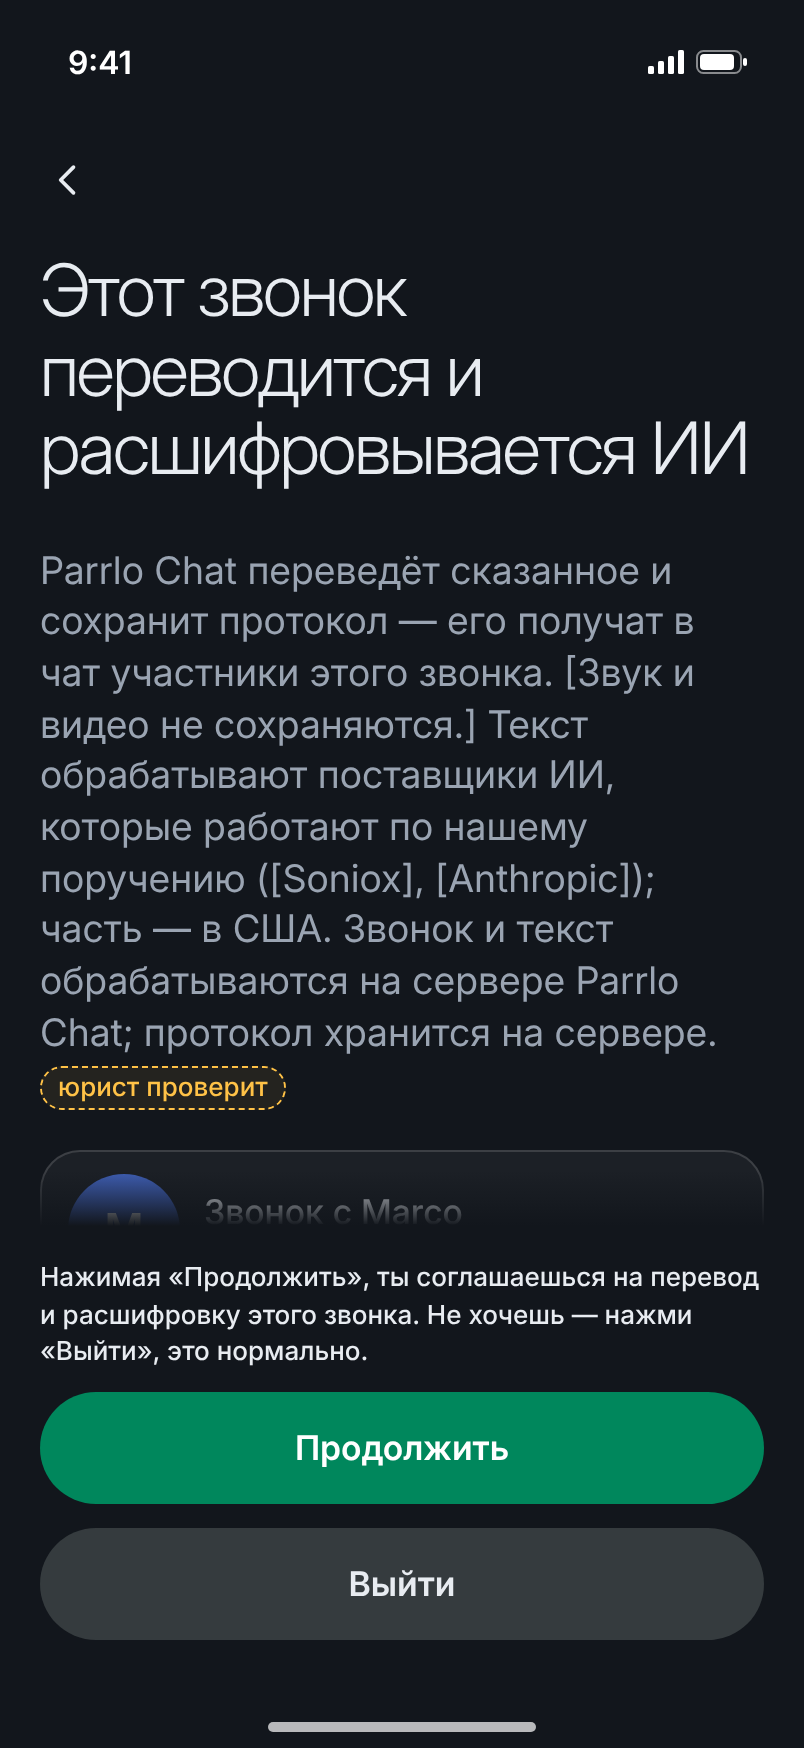 9:41
Этот звонок
переводится и
расшифровывается ИИ
Parrlo Chat переведёт сказанное и
сохранит протокол — его получат в
чат участники этого звонка. [Звук и
видео не сохраняются.] Текст
обрабатывают поставщики ИИ,
которые работают по нашему
поручению ([Soniox], [Anthropic]);
часть — в США. Звонок и текст
обрабатываются на сервере Parrlo
Chat; протокол хранится на сервере.
юрист проверит
Звонок с Marco
Нажимая «Продолжить», ты соглашаешься на перевод
и расшифровку этого звонка. Не хочешь — нажми
«Выйти», это нормально.
Продолжить
Выйти